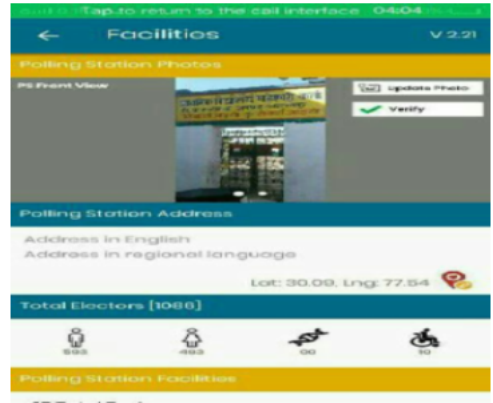 Tap to return to the call interface 04:04
← Facilities V 2.21
Polling Station Photos
PS Front View
Update Photo
Verify
Polling Station Address
Address in English
Address in regional language
Lat: 30.09, Lng: 77.54
Total Electors [1086]
593 493 00 10
Polling Station Facilities